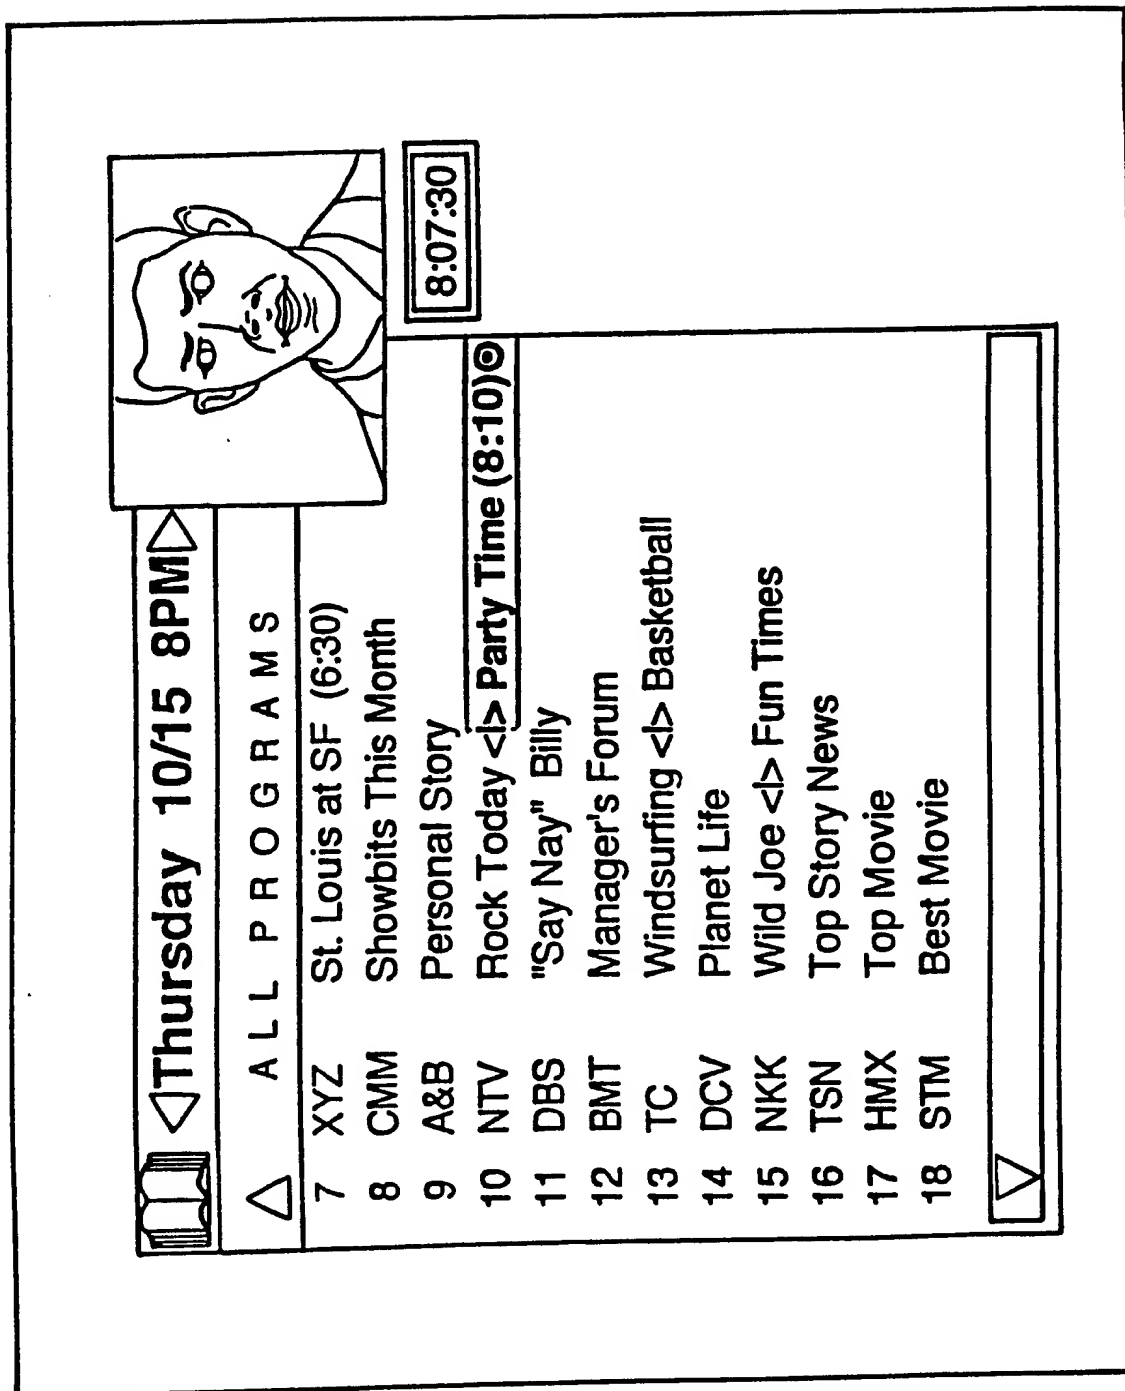 Thursday 10/15 8PM
8:07:30
ALL PROGRAMS
7 XYZ St. Louis at SF (6:30)
8 CMM Showbits This Month
9 A&B Personal Story
10 NTV Rock Today <|> Party Time (8:10)
11 DBS "Say Nay" Billy
12 BMT Manager's Forum
13 TC Windsurfing <|> Basketball
14 DCV Planet Life
15 NKK Wild Joe <|> Fun Times
16 TSN Top Story News
17 HMX Top Movie
18 STM Best Movie